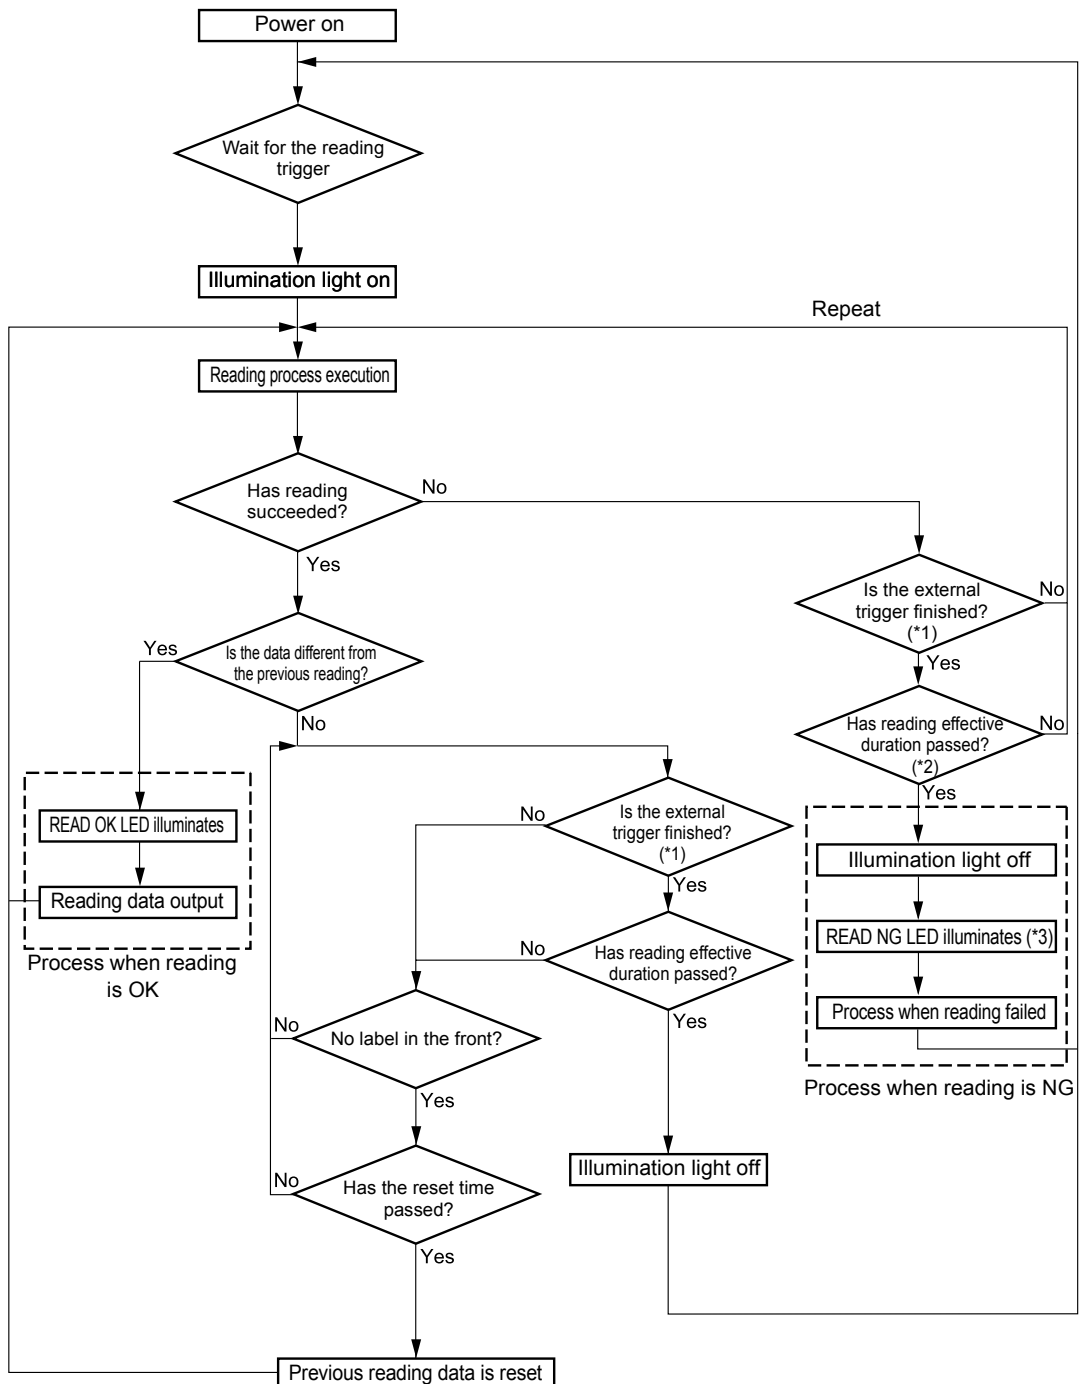 Power on
Wait for the reading
trigger
Illumination light on
Repeat
Reading process execution
Has reading
succeeded?
No
Yes
Is the external
trigger finished?
(*1)
No
Yes
Is the data different from
the previous reading?
Yes
No
Has reading effective
duration passed?
(*2)
No
Yes
READ OK LED illuminates
Reading data output
Process when reading
is OK
Is the external
trigger finished?
(*1)
No
Yes
Has reading effective
duration passed?
No
Yes
Illumination light off
READ NG LED illuminates (*3)
Process when reading failed
Process when reading is NG
No label in the front?
No
Yes
Has the reset time
passed?
No
Yes
Illumination light off
Previous reading data is reset